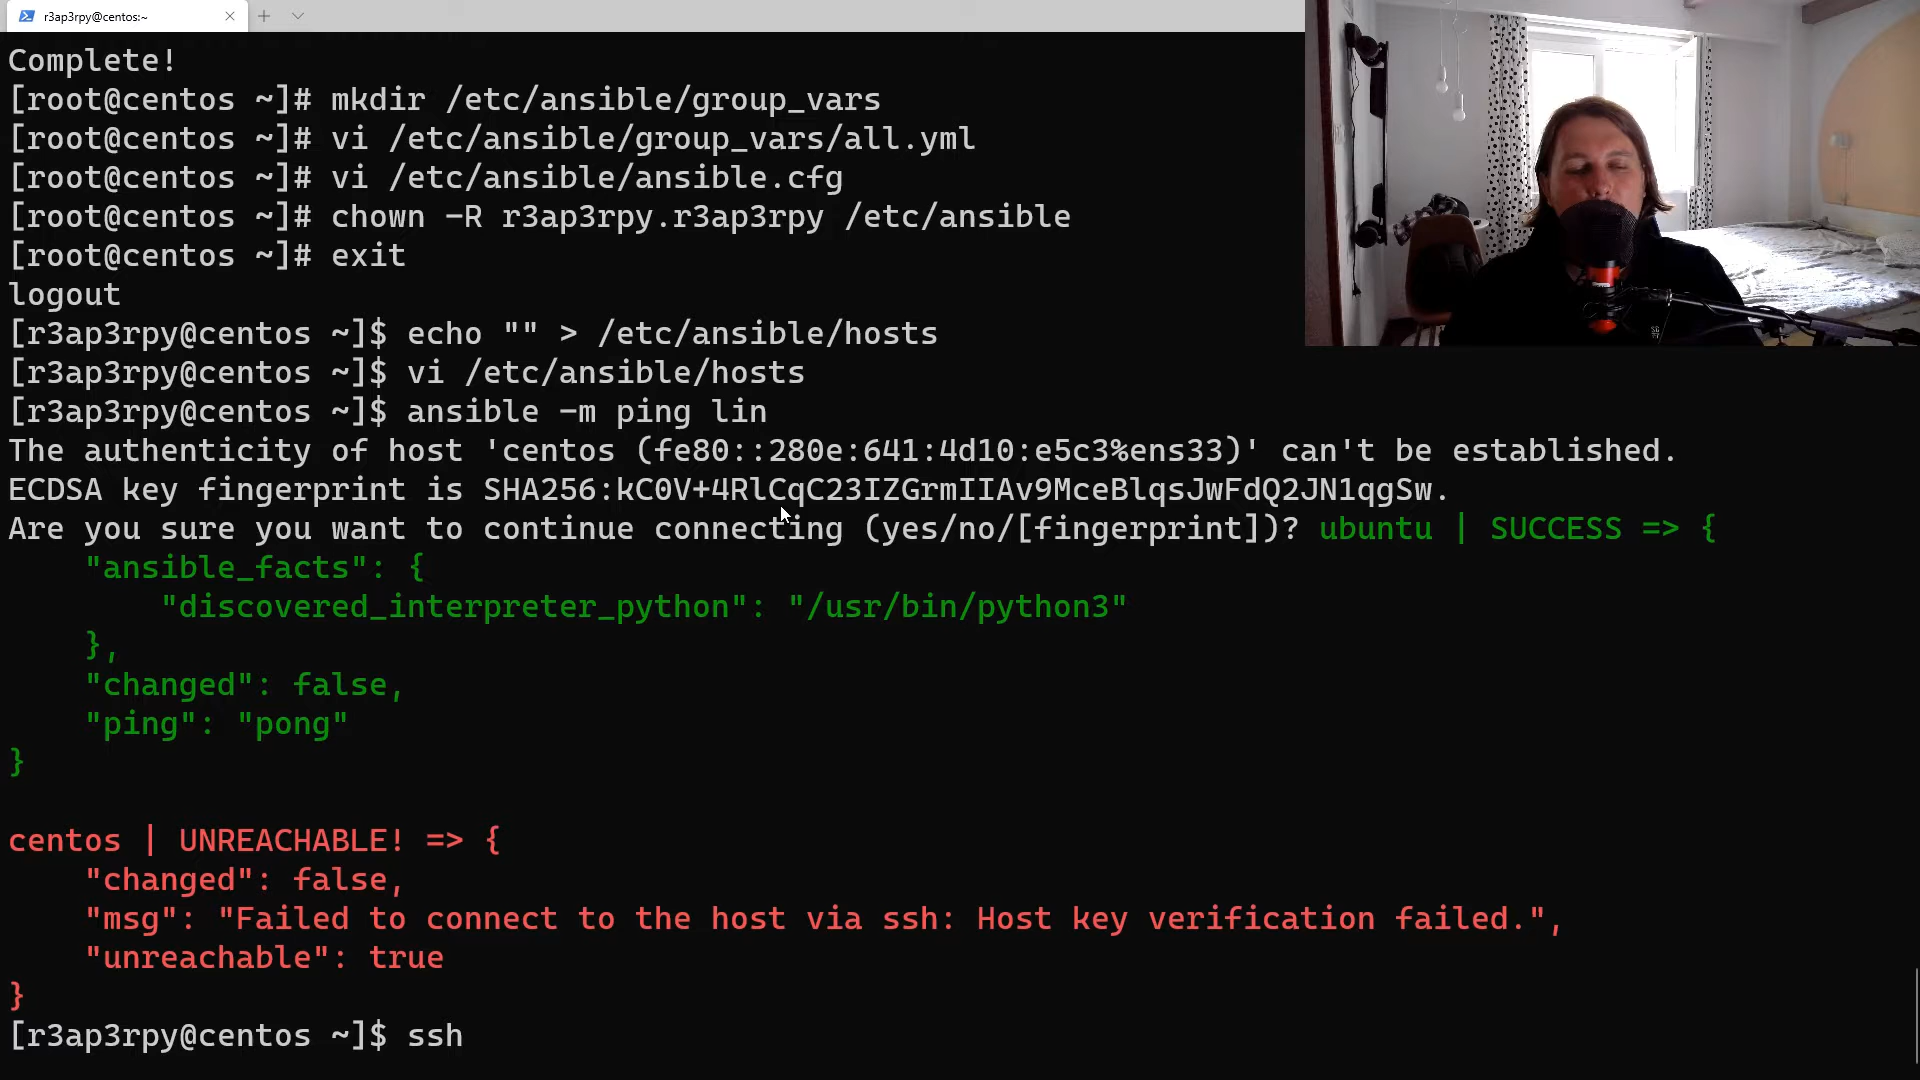 r3ap3rpy@centos:~
Complete!
[root@centos ~]# mkdir /etc/ansible/group_vars
[root@centos ~]# vi /etc/ansible/group_vars/all.yml
[root@centos ~]# vi /etc/ansible/ansible.cfg
[root@centos ~]# chown -R r3ap3rpy.r3ap3rpy /etc/ansible
[root@centos ~]# exit
logout
[r3ap3rpy@centos ~]$ echo "" > /etc/ansible/hosts
[r3ap3rpy@centos ~]$ vi /etc/ansible/hosts
[r3ap3rpy@centos ~]$ ansible -m ping lin
The authenticity of host 'centos (fe80::280e:641:4d10:e5c3%ens33)' can't be established.
ECDSA key fingerprint is SHA256:kC0V+4RlCqC23IZGrmIIAv9MceBlqsJwFdQ2JN1qgSw.
Are you sure you want to continue connecting (yes/no/[fingerprint])? ubuntu | SUCCESS => {
    "ansible_facts": {
        "discovered_interpreter_python": "/usr/bin/python3"
    },
    "changed": false,
    "ping": "pong"
}
centos | UNREACHABLE! => {
    "changed": false,
    "msg": "Failed to connect to the host via ssh: Host key verification failed.",
    "unreachable": true
}
[r3ap3rpy@centos ~]$ ssh